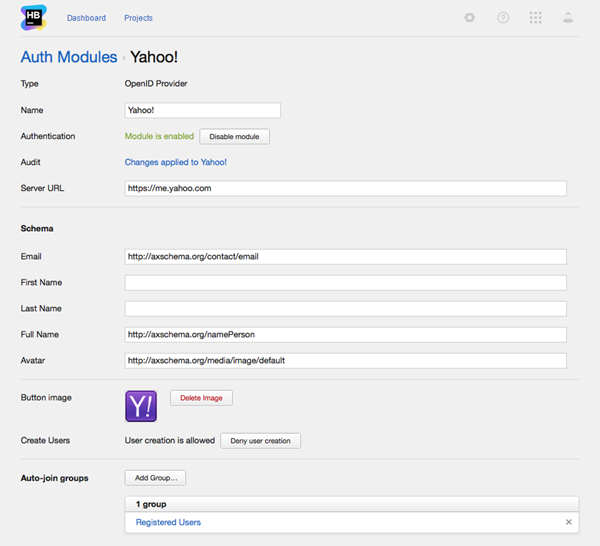 HB
Dashboard Projects
Auth Modules › Yahoo!
Type OpenID Provider
Name Yahoo!
Authentication Module is enabled Disable module
Audit Changes applied to Yahoo!
Server URL https://me.yahoo.com
Schema
Email http://axschema.org/contact/email
First Name
Last Name
Full Name http://axschema.org/namePerson
Avatar http://axschema.org/media/image/default
Button image Y! Delete Image
Create Users User creation is allowed Deny user creation
Auto-join groups Add Group...
1 group
Registered Users